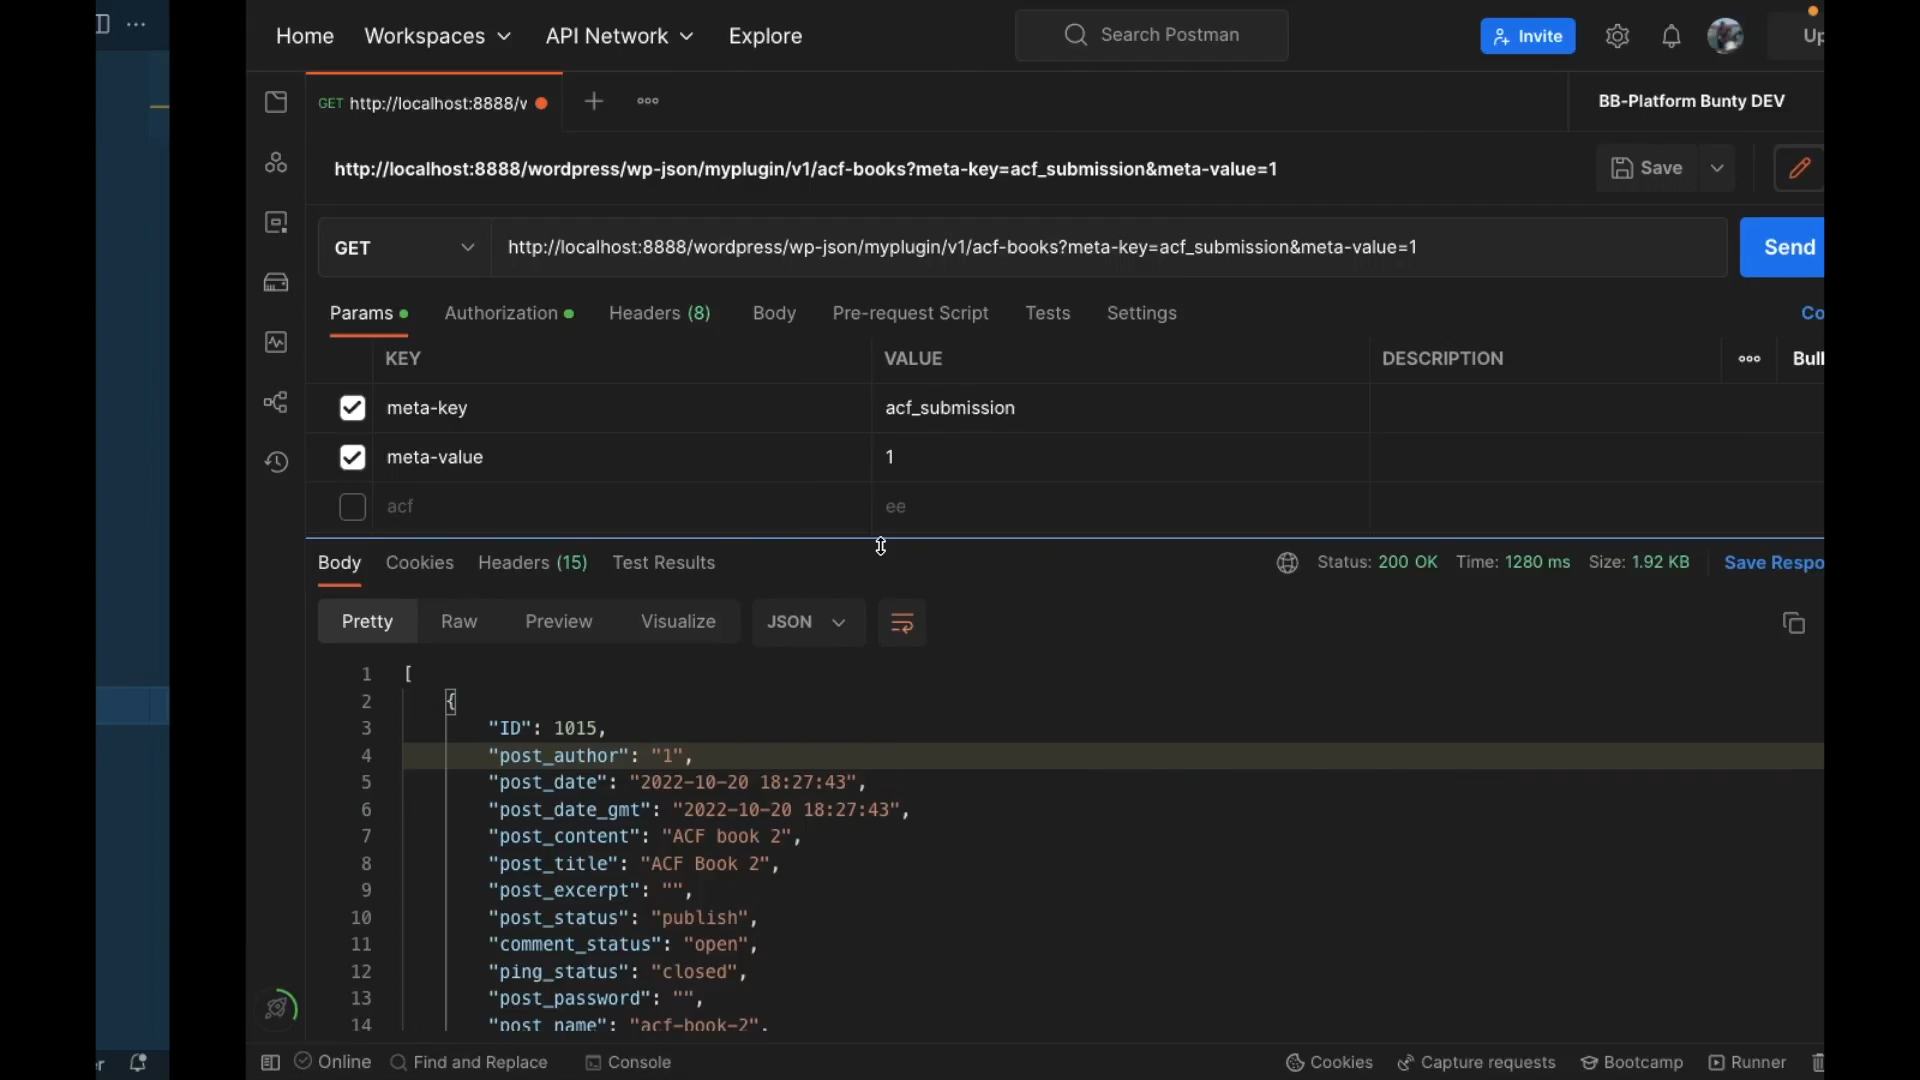 Home Workspaces API Network Explore Search Postman Invite Up
GET http://localhost:8888/v BB-Platform Bunty DEV
http://localhost:8888/wordpress/wp-json/myplugin/v1/acf-books?meta-key=acf_submission&meta-value=1 Save
GET http://localhost:8888/wordpress/wp-json/myplugin/v1/acf-books?meta-key=acf_submission&meta-value=1 Send
Params Authorization Headers (8) Body Pre-request Script Tests Settings Co
KEY VALUE DESCRIPTION Bull
meta-key acf_submission
meta-value 1
acf ee
Body Cookies Headers (15) Test Results Status: 200 OK Time: 1280 ms Size: 1.92 KB Save Respo
Pretty Raw Preview Visualize JSON
1 [
2 {
3 "ID": 1015,
4 "post_author": "1",
5 "post_date": "2022-10-20 18:27:43",
6 "post_date_gmt": "2022-10-20 18:27:43",
7 "post_content": "ACF book 2",
8 "post_title": "ACF Book 2",
9 "post_excerpt": "",
10 "post_status": "publish",
11 "comment_status": "open",
12 "ping_status": "closed",
13 "post_password": "",
14 "post_name": "acf-book-2",
r Online Find and Replace Console Cookies Capture requests Bootcamp Runner